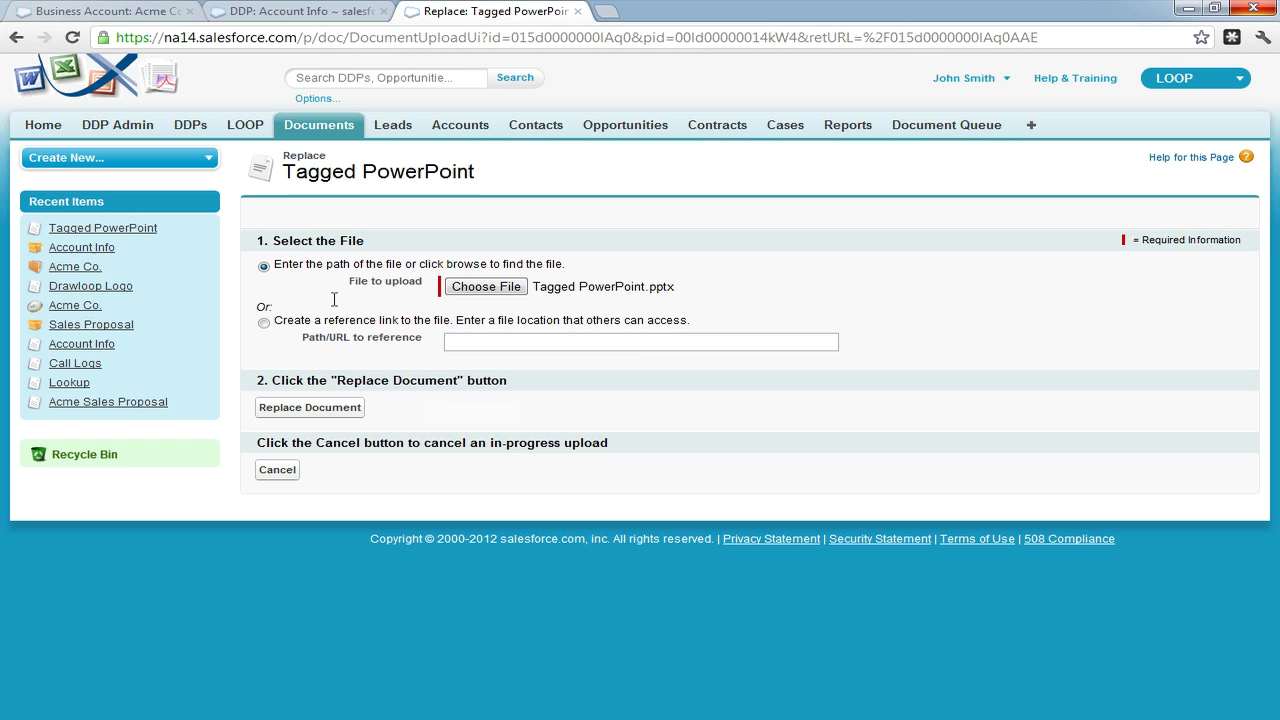 Business Account: Acme Co
DDP: Account Info ~ salesfo
Replace: Tagged PowerPoin
https://na14.salesforce.com/p/doc/DocumentUploadUi?id=015d0000000IAq0&pid=00ld00000014kW4&retURL=%2F015d0000000IAq0AAE
Search DDPs, Opportunitie...
Search
Options...
John Smith
Help & Training
LOOP
Home
DDP Admin
DDPs
LOOP
Documents
Leads
Accounts
Contacts
Opportunities
Contracts
Cases
Reports
Document Queue
+
Create New...
Recent Items
Tagged PowerPoint
Account Info
Acme Co.
Drawloop Logo
Acme Co.
Sales Proposal
Account Info
Call Logs
Lookup
Acme Sales Proposal
Recycle Bin
Replace
Tagged PowerPoint
Help for this Page ?
1. Select the File
= Required Information
Enter the path of the file or click browse to find the file.
File to upload
Choose File
Tagged PowerPoint.pptx
Or:
Create a reference link to the file. Enter a file location that others can access.
Path/URL to reference
2. Click the "Replace Document" button
Replace Document
Click the Cancel button to cancel an in-progress upload
Cancel
Copyright © 2000-2012 salesforce.com, inc. All rights reserved. | Privacy Statement | Security Statement | Terms of Use | 508 Compliance